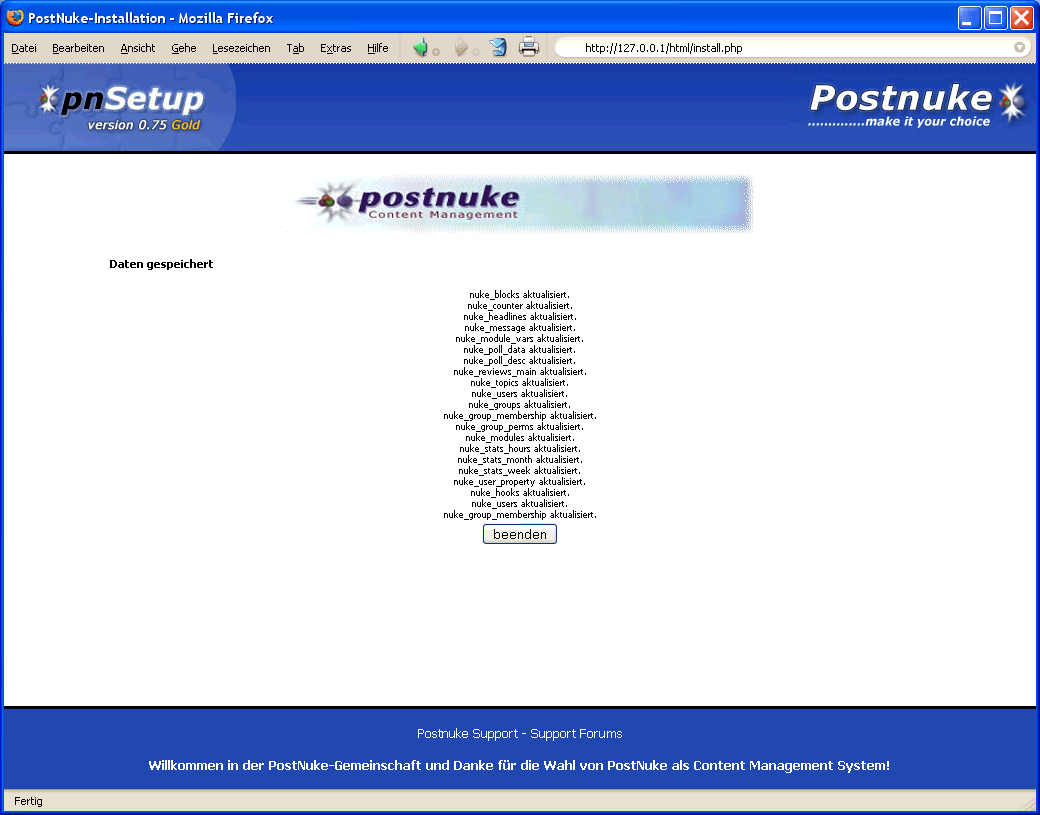 PostNuke-Installation - Mozilla Firefox
Datei Bearbeiten Ansicht Gehe Lesezeichen Tab Extras Hilfe http://127.0.0.1/html/install.php
pnSetup
version 0.75 Gold
Postnuke
..............make it your choice
postnuke
Content Management
Daten gespeichert
nuke_blocks aktualisiert.
nuke_counter aktualisiert.
nuke_headlines aktualisiert.
nuke_message aktualisiert.
nuke_module_vars aktualisiert.
nuke_poll_data aktualisiert.
nuke_poll_desc aktualisiert.
nuke_reviews_main aktualisiert.
nuke_topics aktualisiert.
nuke_users aktualisiert.
nuke_groups aktualisiert.
nuke_group_membership aktualisiert.
nuke_group_perms aktualisiert.
nuke_modules aktualisiert.
nuke_stats_hours aktualisiert.
nuke_stats_month aktualisiert.
nuke_stats_week aktualisiert.
nuke_user_property aktualisiert.
nuke_hooks aktualisiert.
nuke_users aktualisiert.
nuke_group_membership aktualisiert.
beenden
Postnuke Support - Support Forums
Willkommen in der PostNuke-Gemeinschaft und Danke für die Wahl von PostNuke als Content Management System!
Fertig